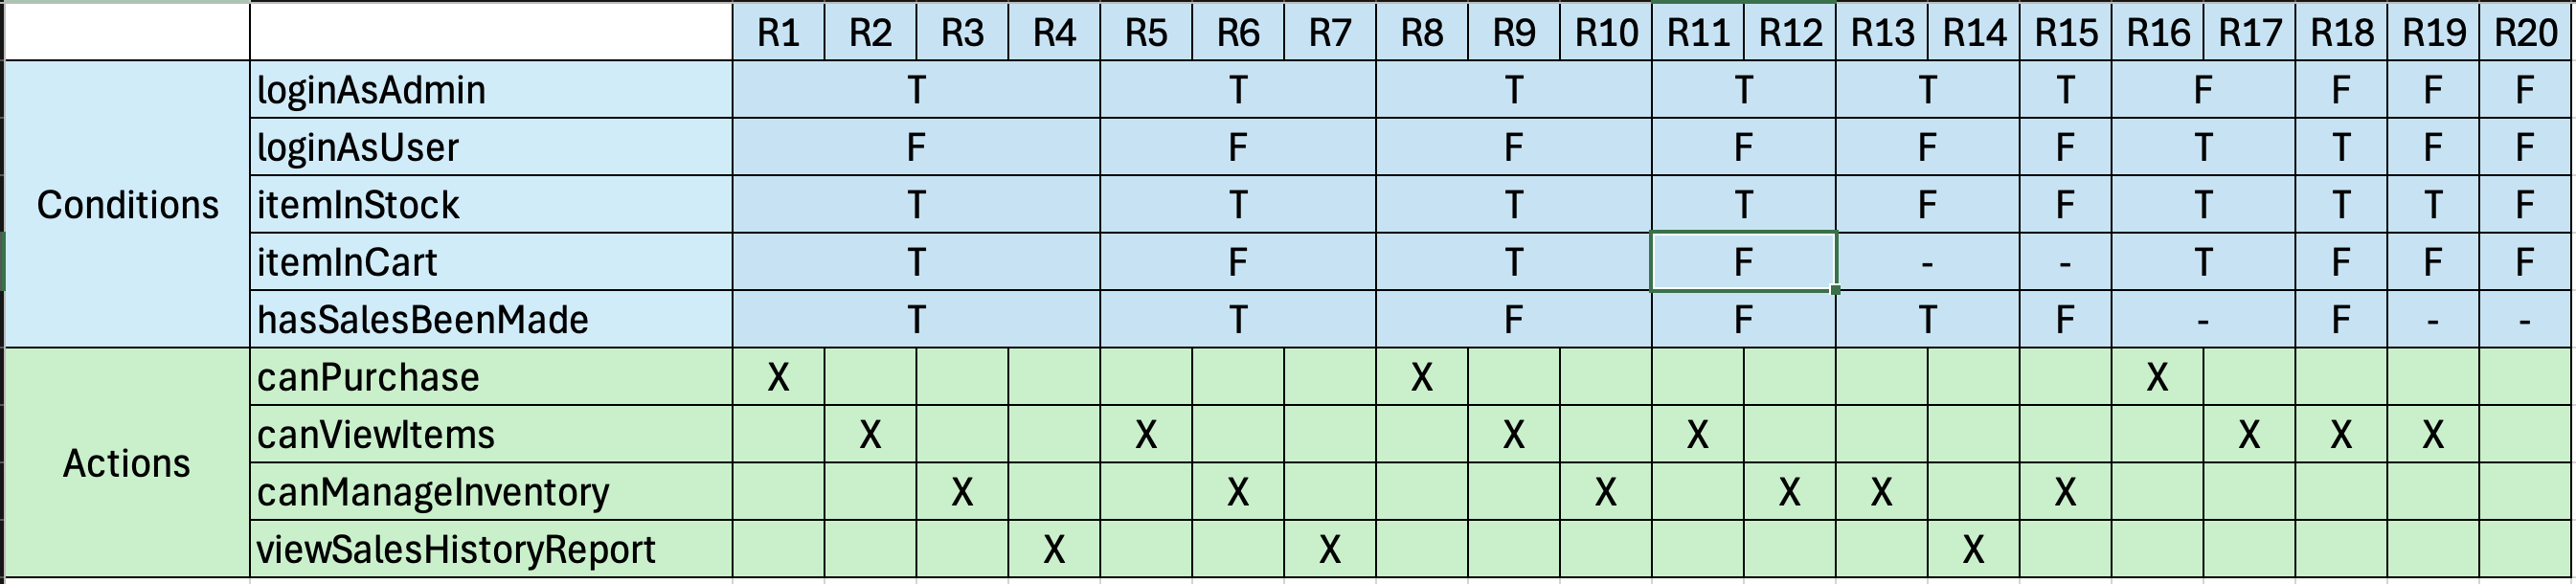 R1 R2 R3 R4 R5 R6 R7 R8 R9 R10 R11 R12 R13 R14 R15 R16 R17 R18 R19 R20
Conditions
loginAsAdmin T T T T T T F F F F
loginAsUser F F F F F F T T F F
itemInStock T T T T F F T T T F
itemInCart T F T F - - T F F F
hasSalesBeenMade T T F F T F - F - -
Actions
canPurchase X X X
canViewItems X X X X X X X
canManageInventory X X X X X X
viewSalesHistoryReport X X X